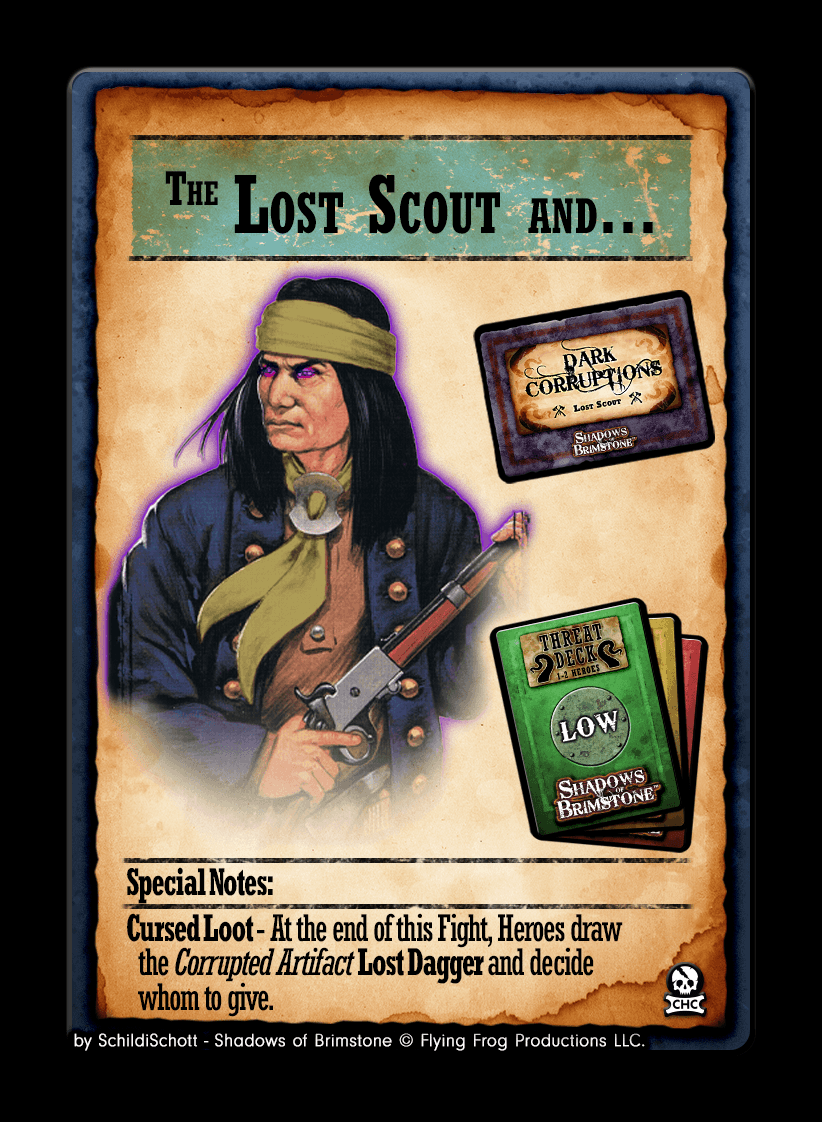 The Lost Scout and...
DARK
CORRUPTIONS
Lost Scout
SHADOWS
OF
BRIMSTONE™
THREAT
DECK
1-2 HEROES
LOW
SHADOWS
OF
BRIMSTONE™
Special Notes:
Cursed Loot - At the end of this Fight, Heroes draw
the Corrupted Artifact Lost Dagger and decide
whom to give.
CHC
by SchildiSchott - Shadows of Brimstone © Flying Frog Productions LLC.